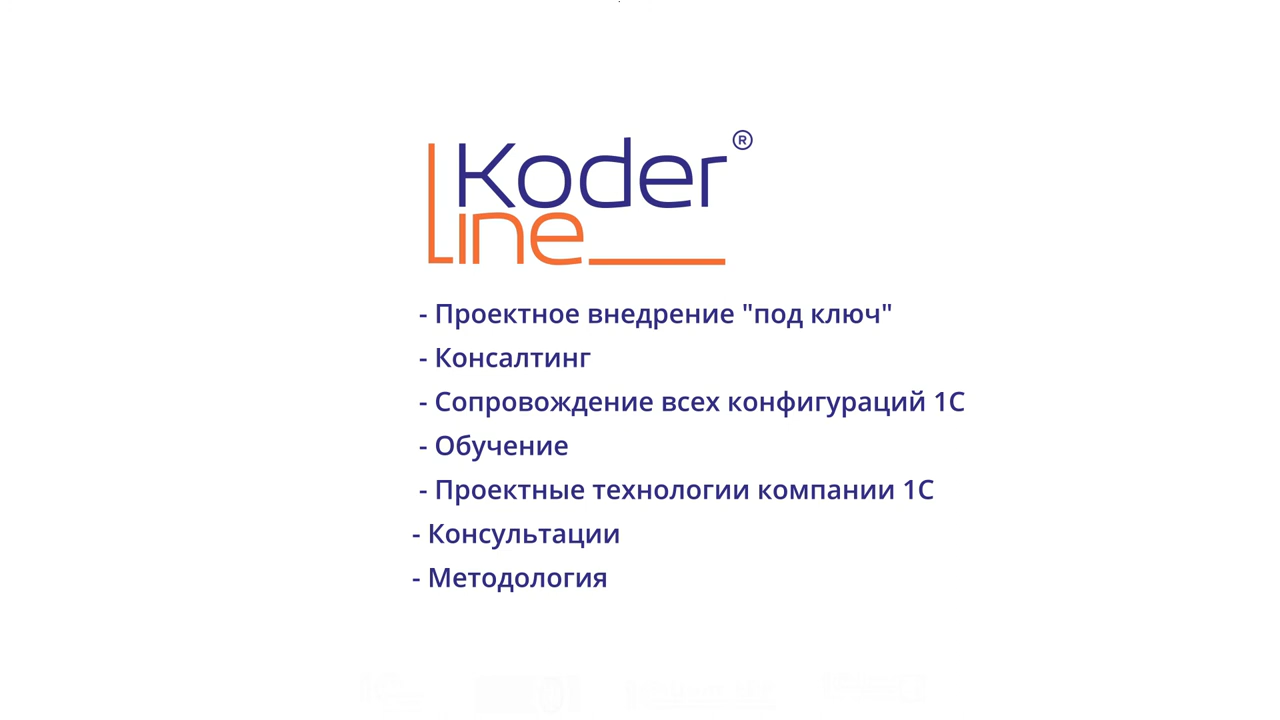 Koder®
Line
- Проектное внедрение "под ключ"
- Консалтинг
- Сопровождение всех конфигураций 1С
- Обучение
- Проектные технологии компании 1С
- Консультации
- Методология